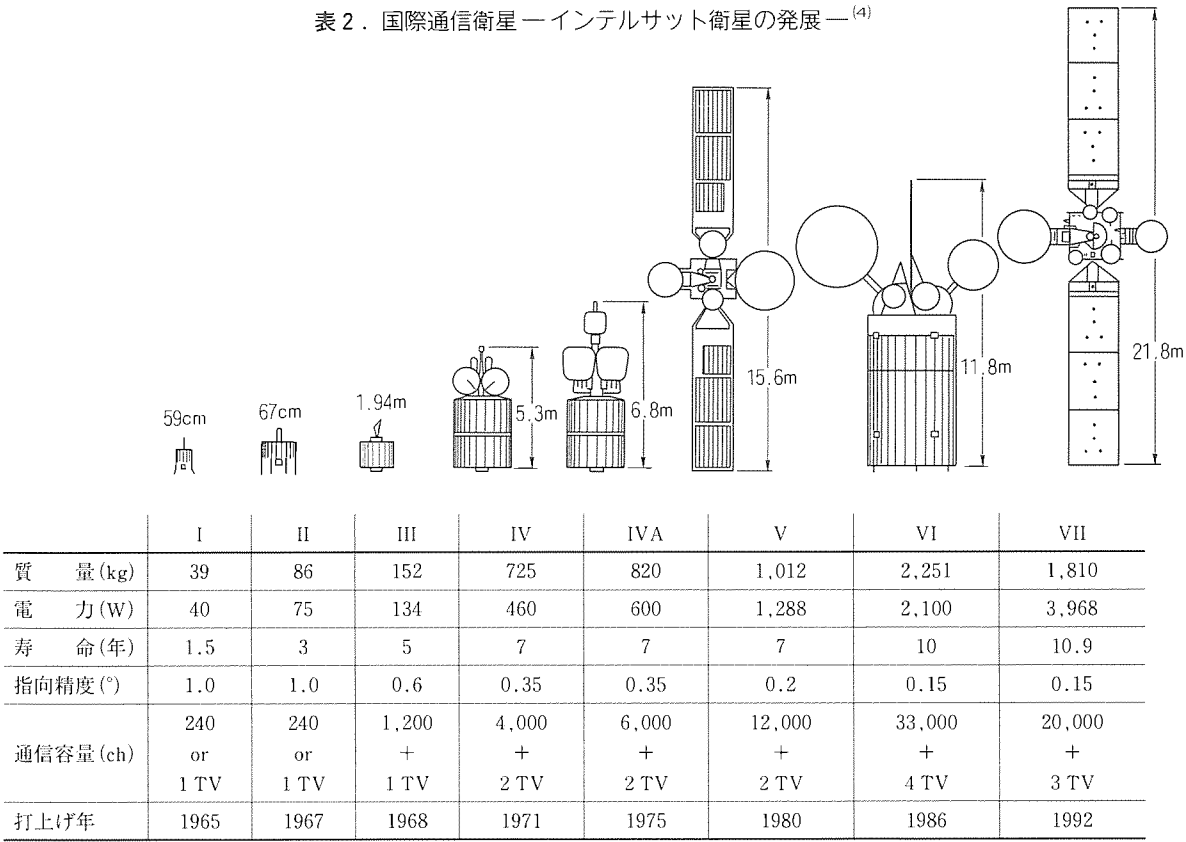 表2. 国際通信衛星―インテルサット衛星の発展―(4)
59cm
67cm
1.94m
5.3m
6.8m
15.6m
11.8m
21.8m
I II III IV IVA V VI VII
質 量(kg) 39 86 152 725 820 1,012 2,251 1,810
電 力(W) 40 75 134 460 600 1,288 2,100 3,968
寿 命(年) 1.5 3 5 7 7 7 10 10.9
指向精度(°) 1.0 1.0 0.6 0.35 0.35 0.2 0.15 0.15
240 240 1,200 4,000 6,000 12,000 33,000 20,000
通信容量(ch) or or + + + + + +
1 TV 1 TV 1 TV 2 TV 2 TV 2 TV 4 TV 3 TV
打上げ年 1965 1967 1968 1971 1975 1980 1986 1992